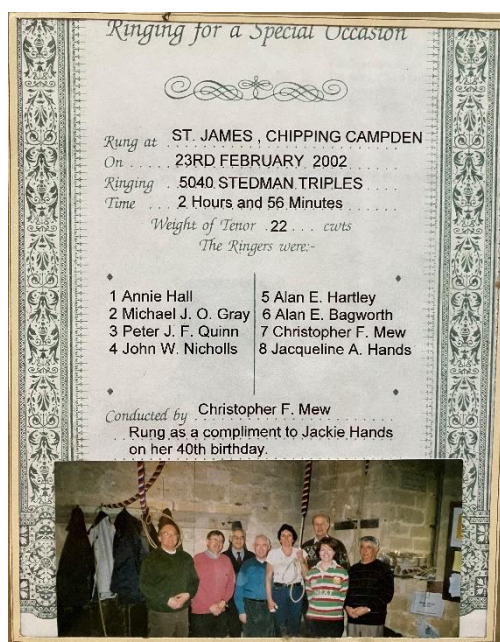 Ringing for a Special Occasion
Rung at ST. JAMES , CHIPPING CAMPDEN
On ..... 23RD FEBRUARY 2002
Ringing . 5040 STEDMAN TRIPLES
Time ... 2 Hours and 56 Minutes
Weight of Tenor . 22 ... cwts
The Ringers were:-
1 Annie Hall
2 Michael J. O. Gray
3 Peter J. F. Quinn
4 John W. Nicholls
5 Alan E. Hartley
6 Alan E. Bagworth
7 Christopher F. Mew
8 Jacqueline A. Hands
Conducted by Christopher F. Mew
Rung as a compliment to Jackie Hands
on her 40th birthday.